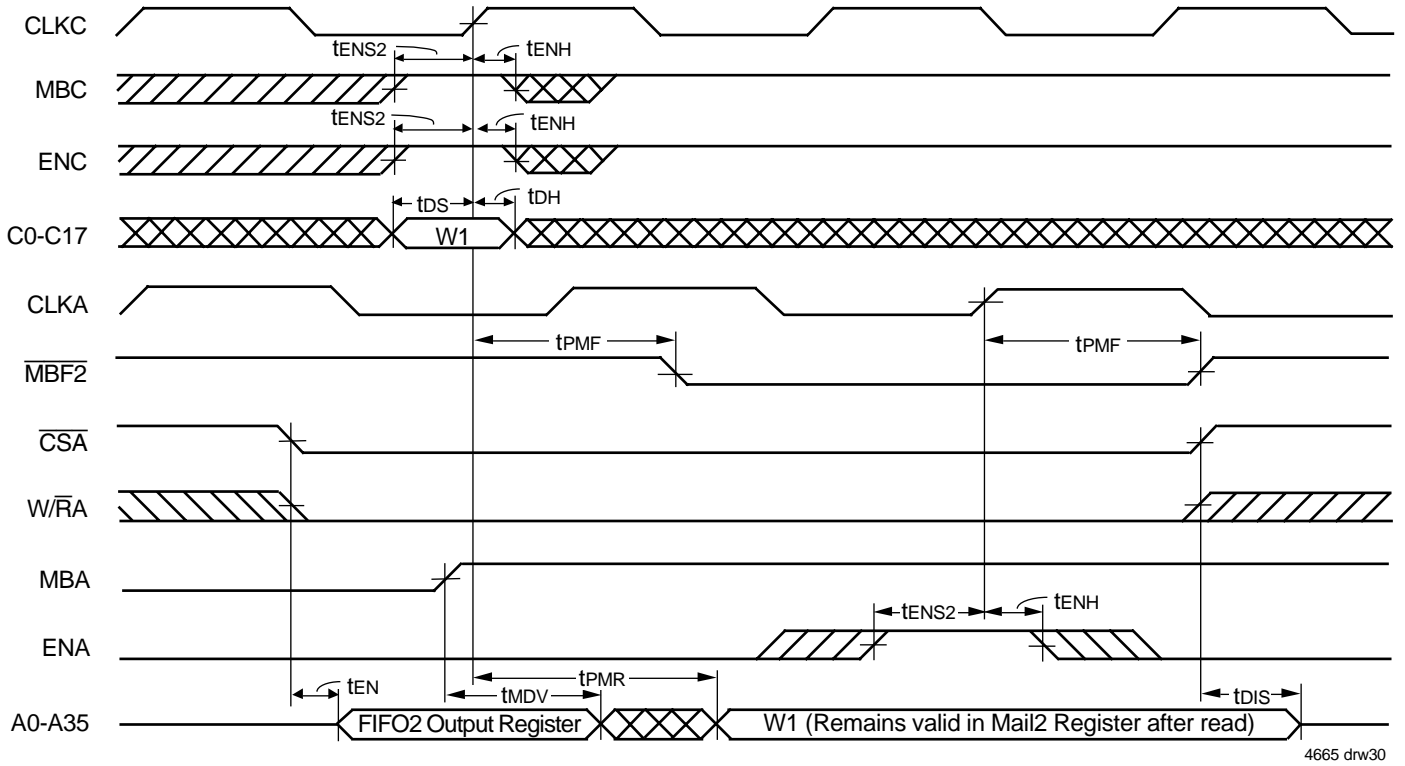 CLKC
tENS2
tENH
MBC
tENS2
tENH
ENC
tDS
tDH
C0-C17
W1
CLKA
tPMF
tPMF
MBF2
CSA
W/RA
MBA
tENS2
tENH
ENA
tEN
tPMR
tMDV
tDIS
A0-A35
FIFO2 Output Register
W1 (Remains valid in Mail2 Register after read)
4665 drw30